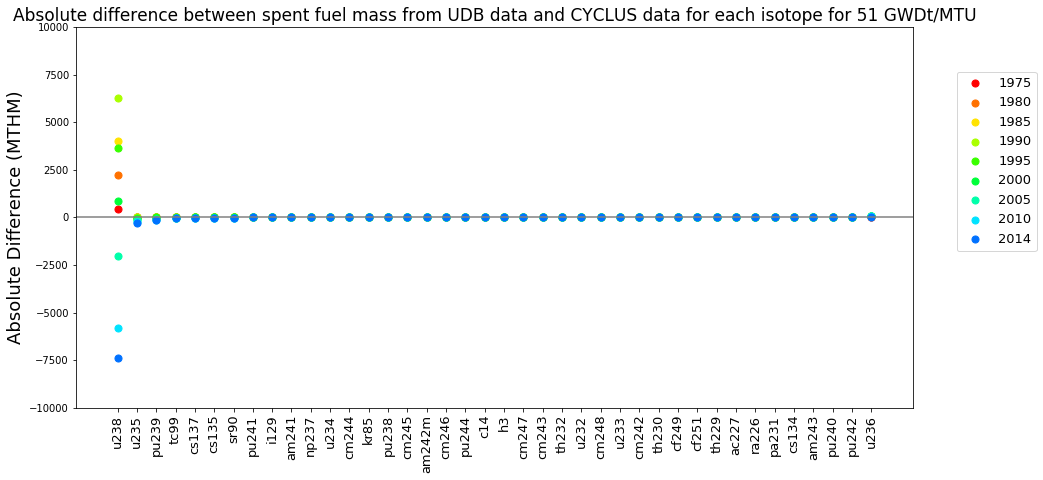 Absolute difference between spent fuel mass from UDB data and CYCLUS data for each isotope for 51 GWDt/MTU
Absolute Difference (MTHM)
10000
7500
5000
2500
0
−2500
−5000
−7500
−10000
u238
u235
pu239
tc99
cs137
cs135
sr90
pu241
i129
am241
np237
u234
cm244
kr85
pu238
cm245
am242m
cm246
pu244
c14
h3
cm247
cm243
th232
u232
cm248
u233
cm242
th230
cf249
cf251
th229
ac227
ra226
pa231
cs134
am243
pu240
pu242
u236
1975
1980
1985
1990
1995
2000
2005
2010
2014